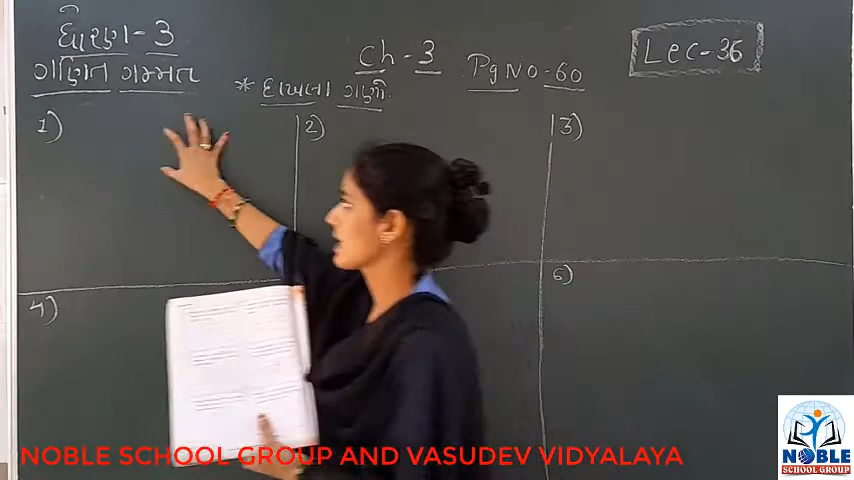 ધોરણ - 3
ગણિત ગમ્મત
ch - 3 Pg No - 60
* દાખલા ગણો.
Lec - 36
1)
2)
3)
4)
6)
NOBLE SCHOOL GROUP AND VASUDEV VIDYALAYA
NOBLE
SCHOOL GROUP